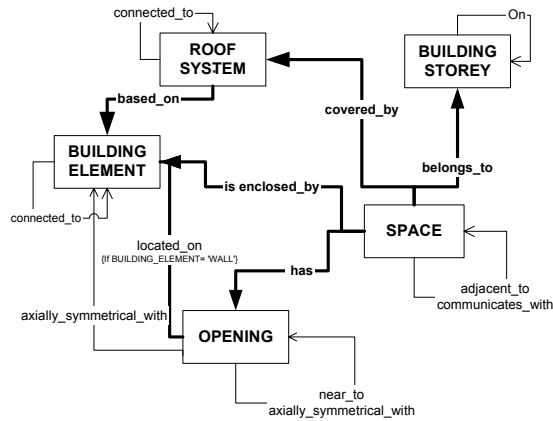 connected_to
On
ROOF
SYSTEM
BUILDING
STOREY
based_on
covered_by
BUILDING
ELEMENT
belongs_to
is enclosed_by
connected_to
SPACE
located_on
{If BUILDING_ELEMENT= 'WALL'}
has
adjacent_to
communicates_with
axially_symmetrical_with
OPENING
near_to
axially_symmetrical_with